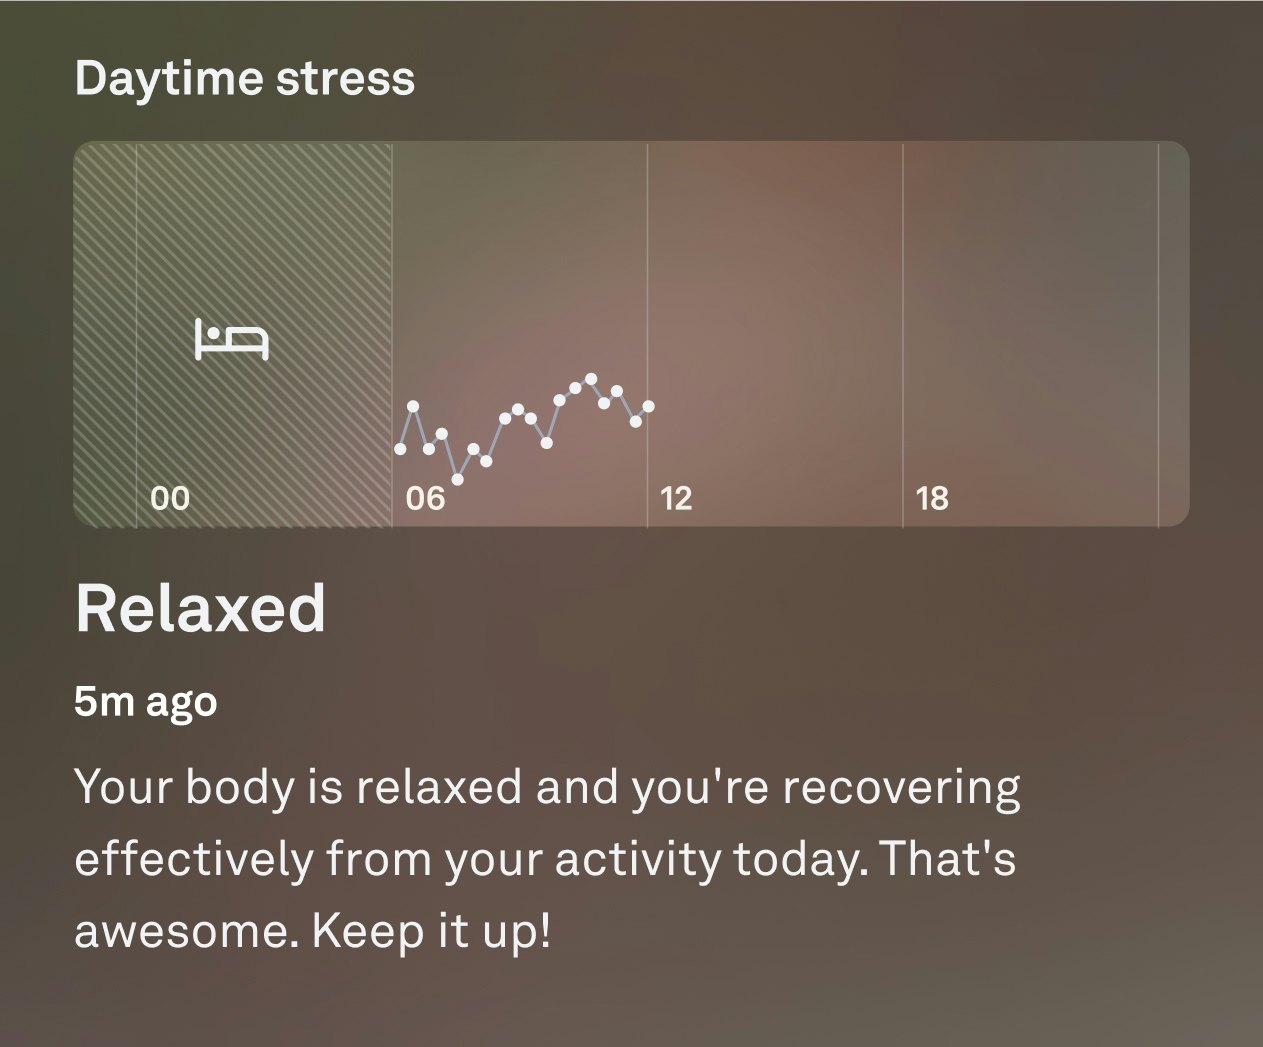 Daytime stress
00 06 12 18
Relaxed
5m ago
Your body is relaxed and you're recovering
effectively from your activity today. That's
awesome. Keep it up!